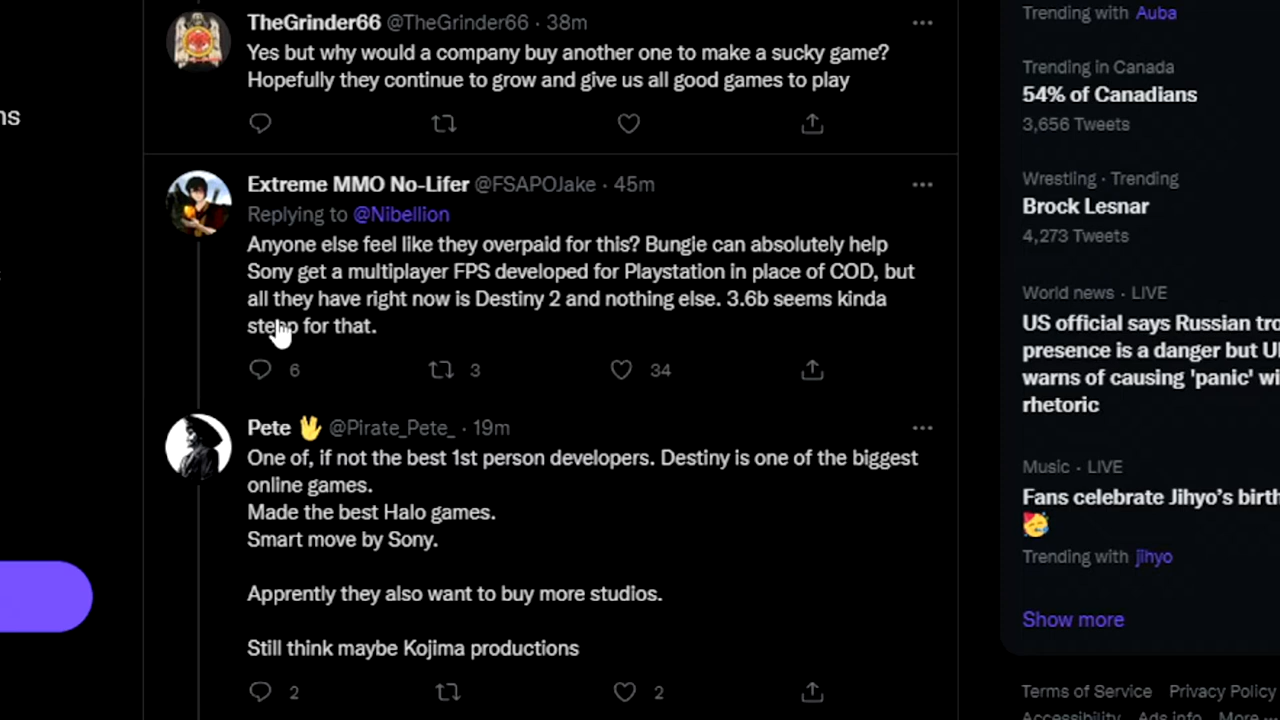 TheGrinder66 @TheGrinder66 · 38m
Yes but why would a company buy another one to make a sucky game?
Hopefully they continue to grow and give us all good games to play
Extreme MMO No-Lifer @FSAPOJake · 45m
Replying to @Nibellion
Anyone else feel like they overpaid for this? Bungie can absolutely help
Sony get a multiplayer FPS developed for Playstation in place of COD, but
all they have right now is Destiny 2 and nothing else. 3.6b seems kinda
steep for that.
6 3 34
Pete 🖖 @Pirate_Pete_ · 19m
One of, if not the best 1st person developers. Destiny is one of the biggest
online games.
Made the best Halo games.
Smart move by Sony.
Apprently they also want to buy more studios.
Still think maybe Kojima productions
2 2
ns
Trending with Auba
Trending in Canada
54% of Canadians
3,656 Tweets
Wrestling · Trending
Brock Lesnar
4,273 Tweets
World news · LIVE
US official says Russian tro
presence is a danger but U
warns of causing 'panic' wi
rhetoric
Music · LIVE
Fans celebrate Jihyo's birth
🥳
Trending with jihyo
Show more
Terms of Service Privacy Policy
Accessibility Ads info More